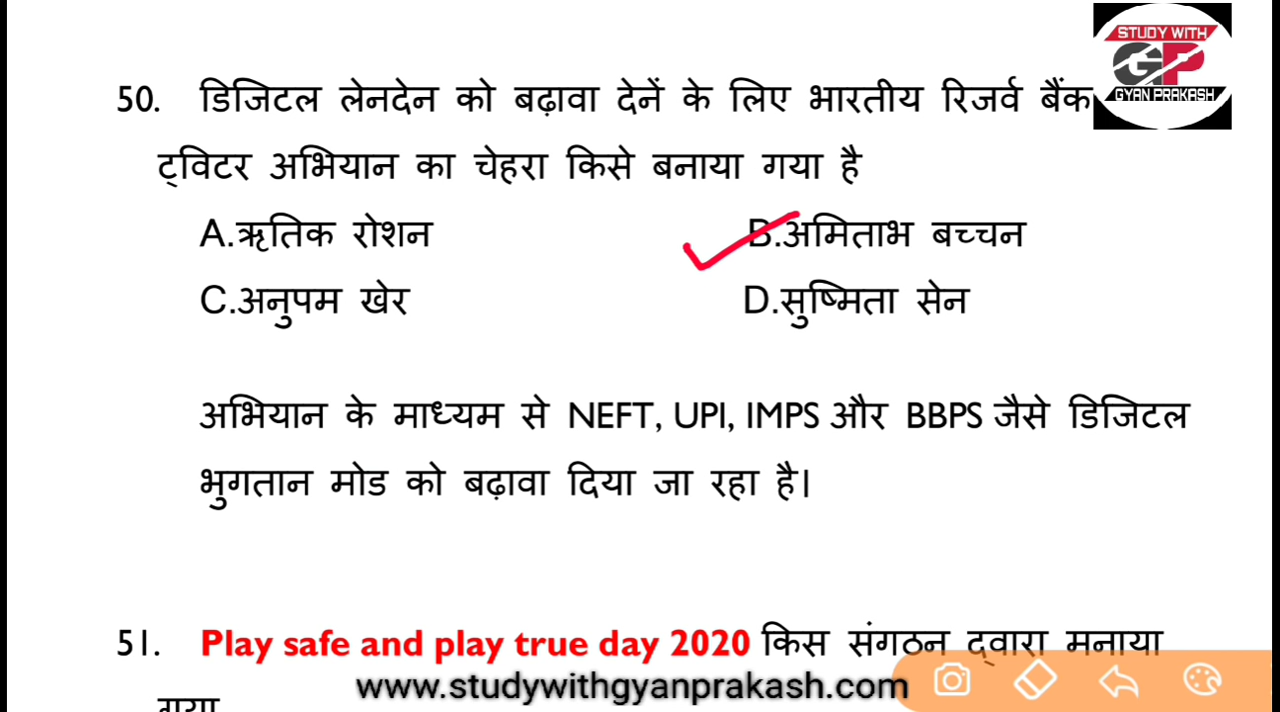 STUDY WITH
GP
GYAN PRAKASH
50. डिजिटल लेनदेन को बढ़ावा देनें के लिए भारतीय रिजर्व बैंक
ट्विटर अभियान का चेहरा किसे बनाया गया है
A.ऋतिक रोशन B.अमिताभ बच्चन
C.अनुपम खेर D.सुष्मिता सेन
अभियान के माध्यम से NEFT, UPI, IMPS और BBPS जैसे डिजिटल
भुगतान मोड को बढ़ावा दिया जा रहा है।
51. Play safe and play true day 2020 किस संगठन द्वारा मनाया
www.studywithgyanprakash.com
गया